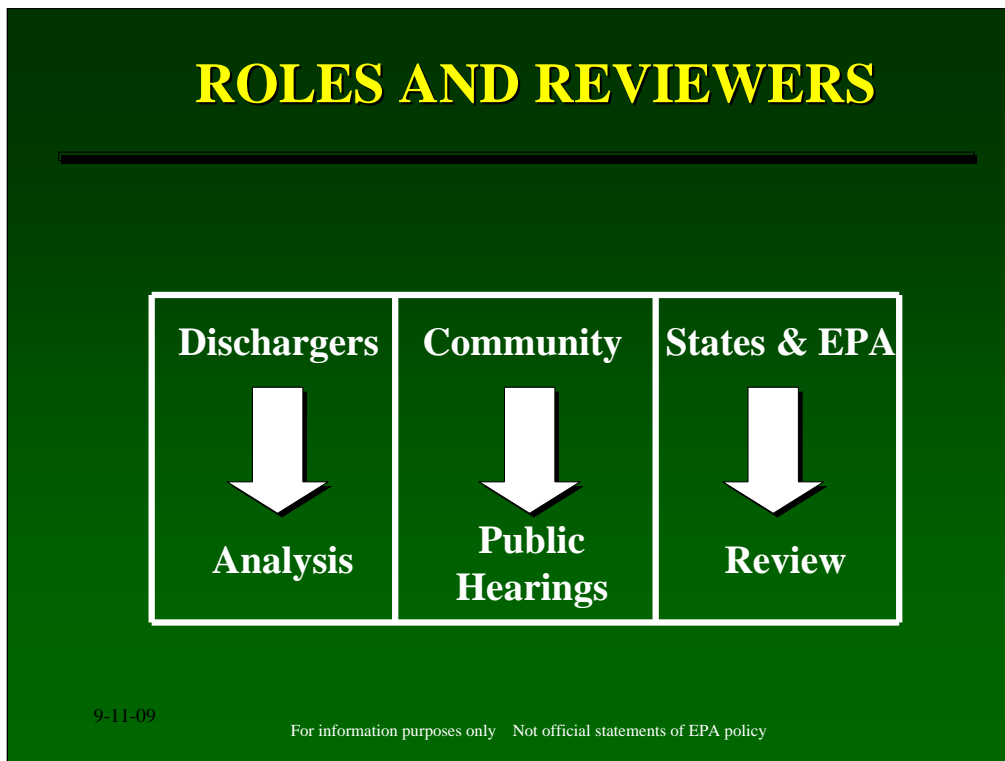 ROLES AND REVIEWERS
Dischargers
Analysis
Community
Public
Hearings
States & EPA
Review
9-11-09
For information purposes only Not official statements of EPA policy